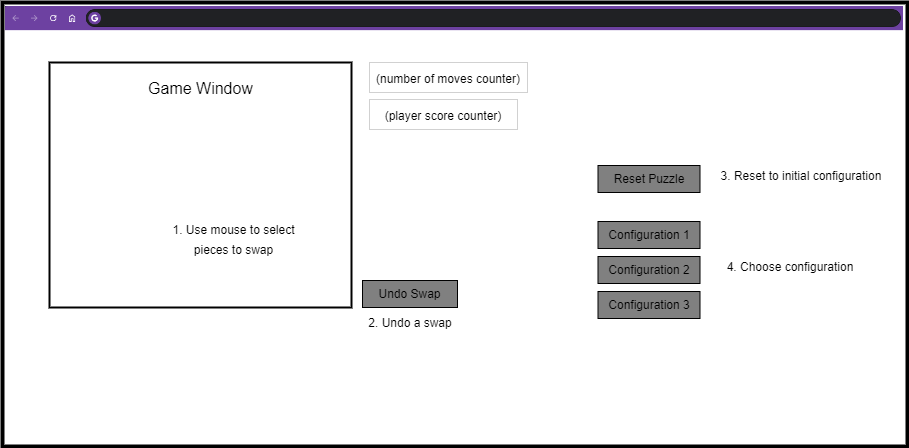 G
Game Window
(number of moves counter)
(player score counter)
Reset Puzzle
3. Reset to initial configuration
1. Use mouse to select
pieces to swap
Configuration 1
Configuration 2
4. Choose configuration
Configuration 3
Undo Swap
2. Undo a swap